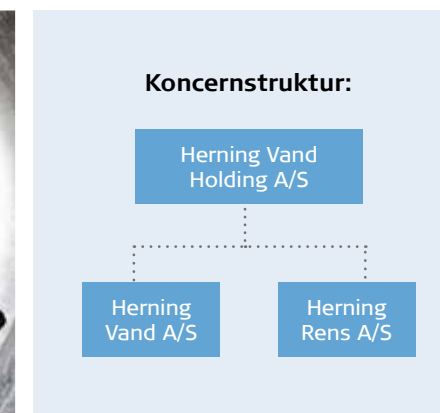 Koncernstruktur:
Herning Vand
Holding A/S
Herning
Vand A/S
Herning
Rens A/S